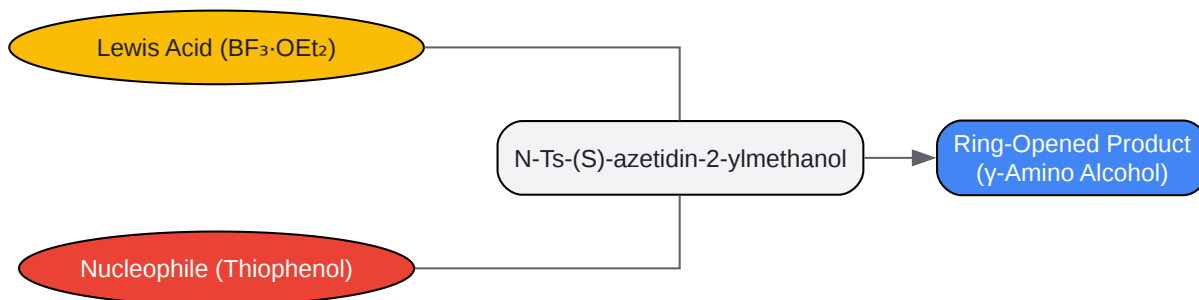 Lewis Acid (BF₃·OEt₂)
N-Ts-(S)-azetidin-2-ylmethanol
Ring-Opened Product
(γ-Amino Alcohol)
Nucleophile (Thiophenol)